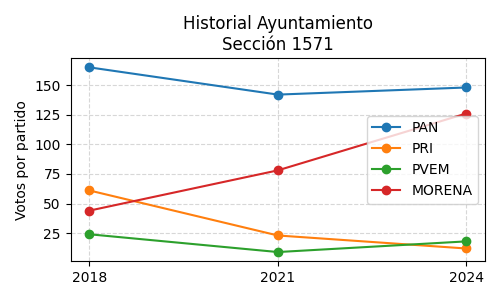 Historial Ayuntamiento
Sección 1571
Votos por partido
150
125
100
75
50
25
2018
2021
2024
PAN
PRI
PVEM
MORENA